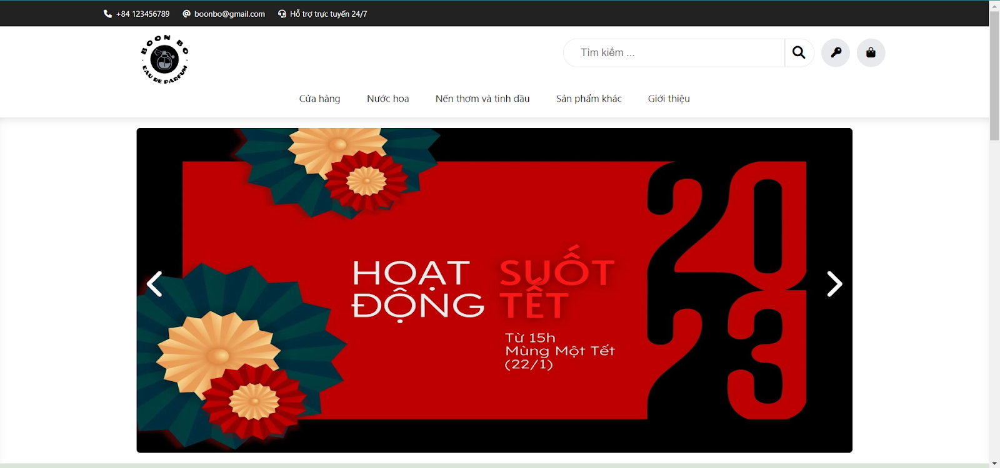 +84 123456789
boonbo@gmail.com
Hỗ trợ trực tuyến 24/7
BOON BO
EAU DE PARFUM
Tìm kiếm ...
Cửa hàng
Nước hoa
Nến thơm và tinh dầu
Sản phẩm khác
Giới thiệu
HOẠT SUỐT
ĐỘNG TẾT
Từ 15h
Mùng Một Tết
(22/1)
20
23